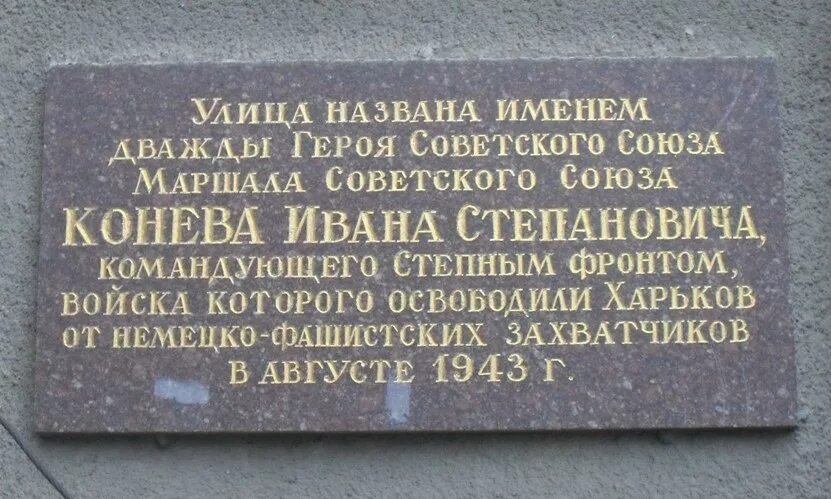 Улица названа именем
дважды Героя Советского Союза
Маршала Советского Союза
Конева Ивана Степановича,
командующего Степным фронтом,
войска которого освободили Харьков
от немецко-фашистских захватчиков
в августе 1943 г.